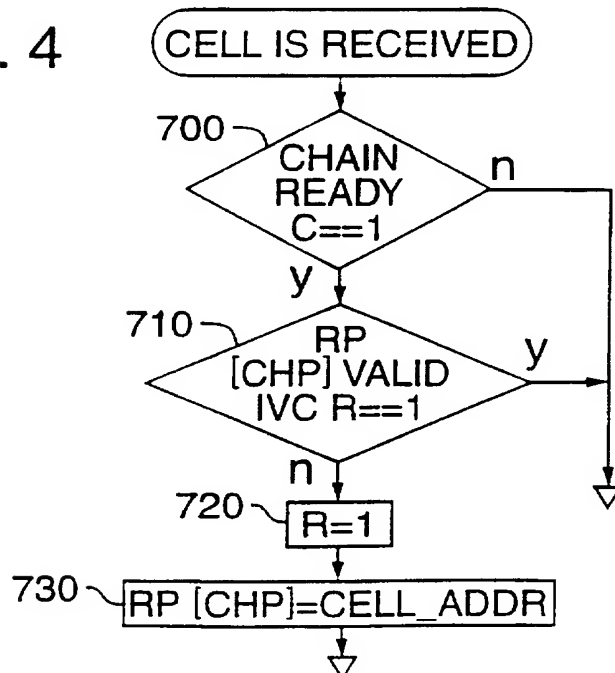 . 4
CELL IS RECEIVED
700
CHAIN
READY
C==1
n
y
710
RP
[CHP] VALID
IVC R==1
y
n
720
R=1
730
RP [CHP]=CELL_ADDR